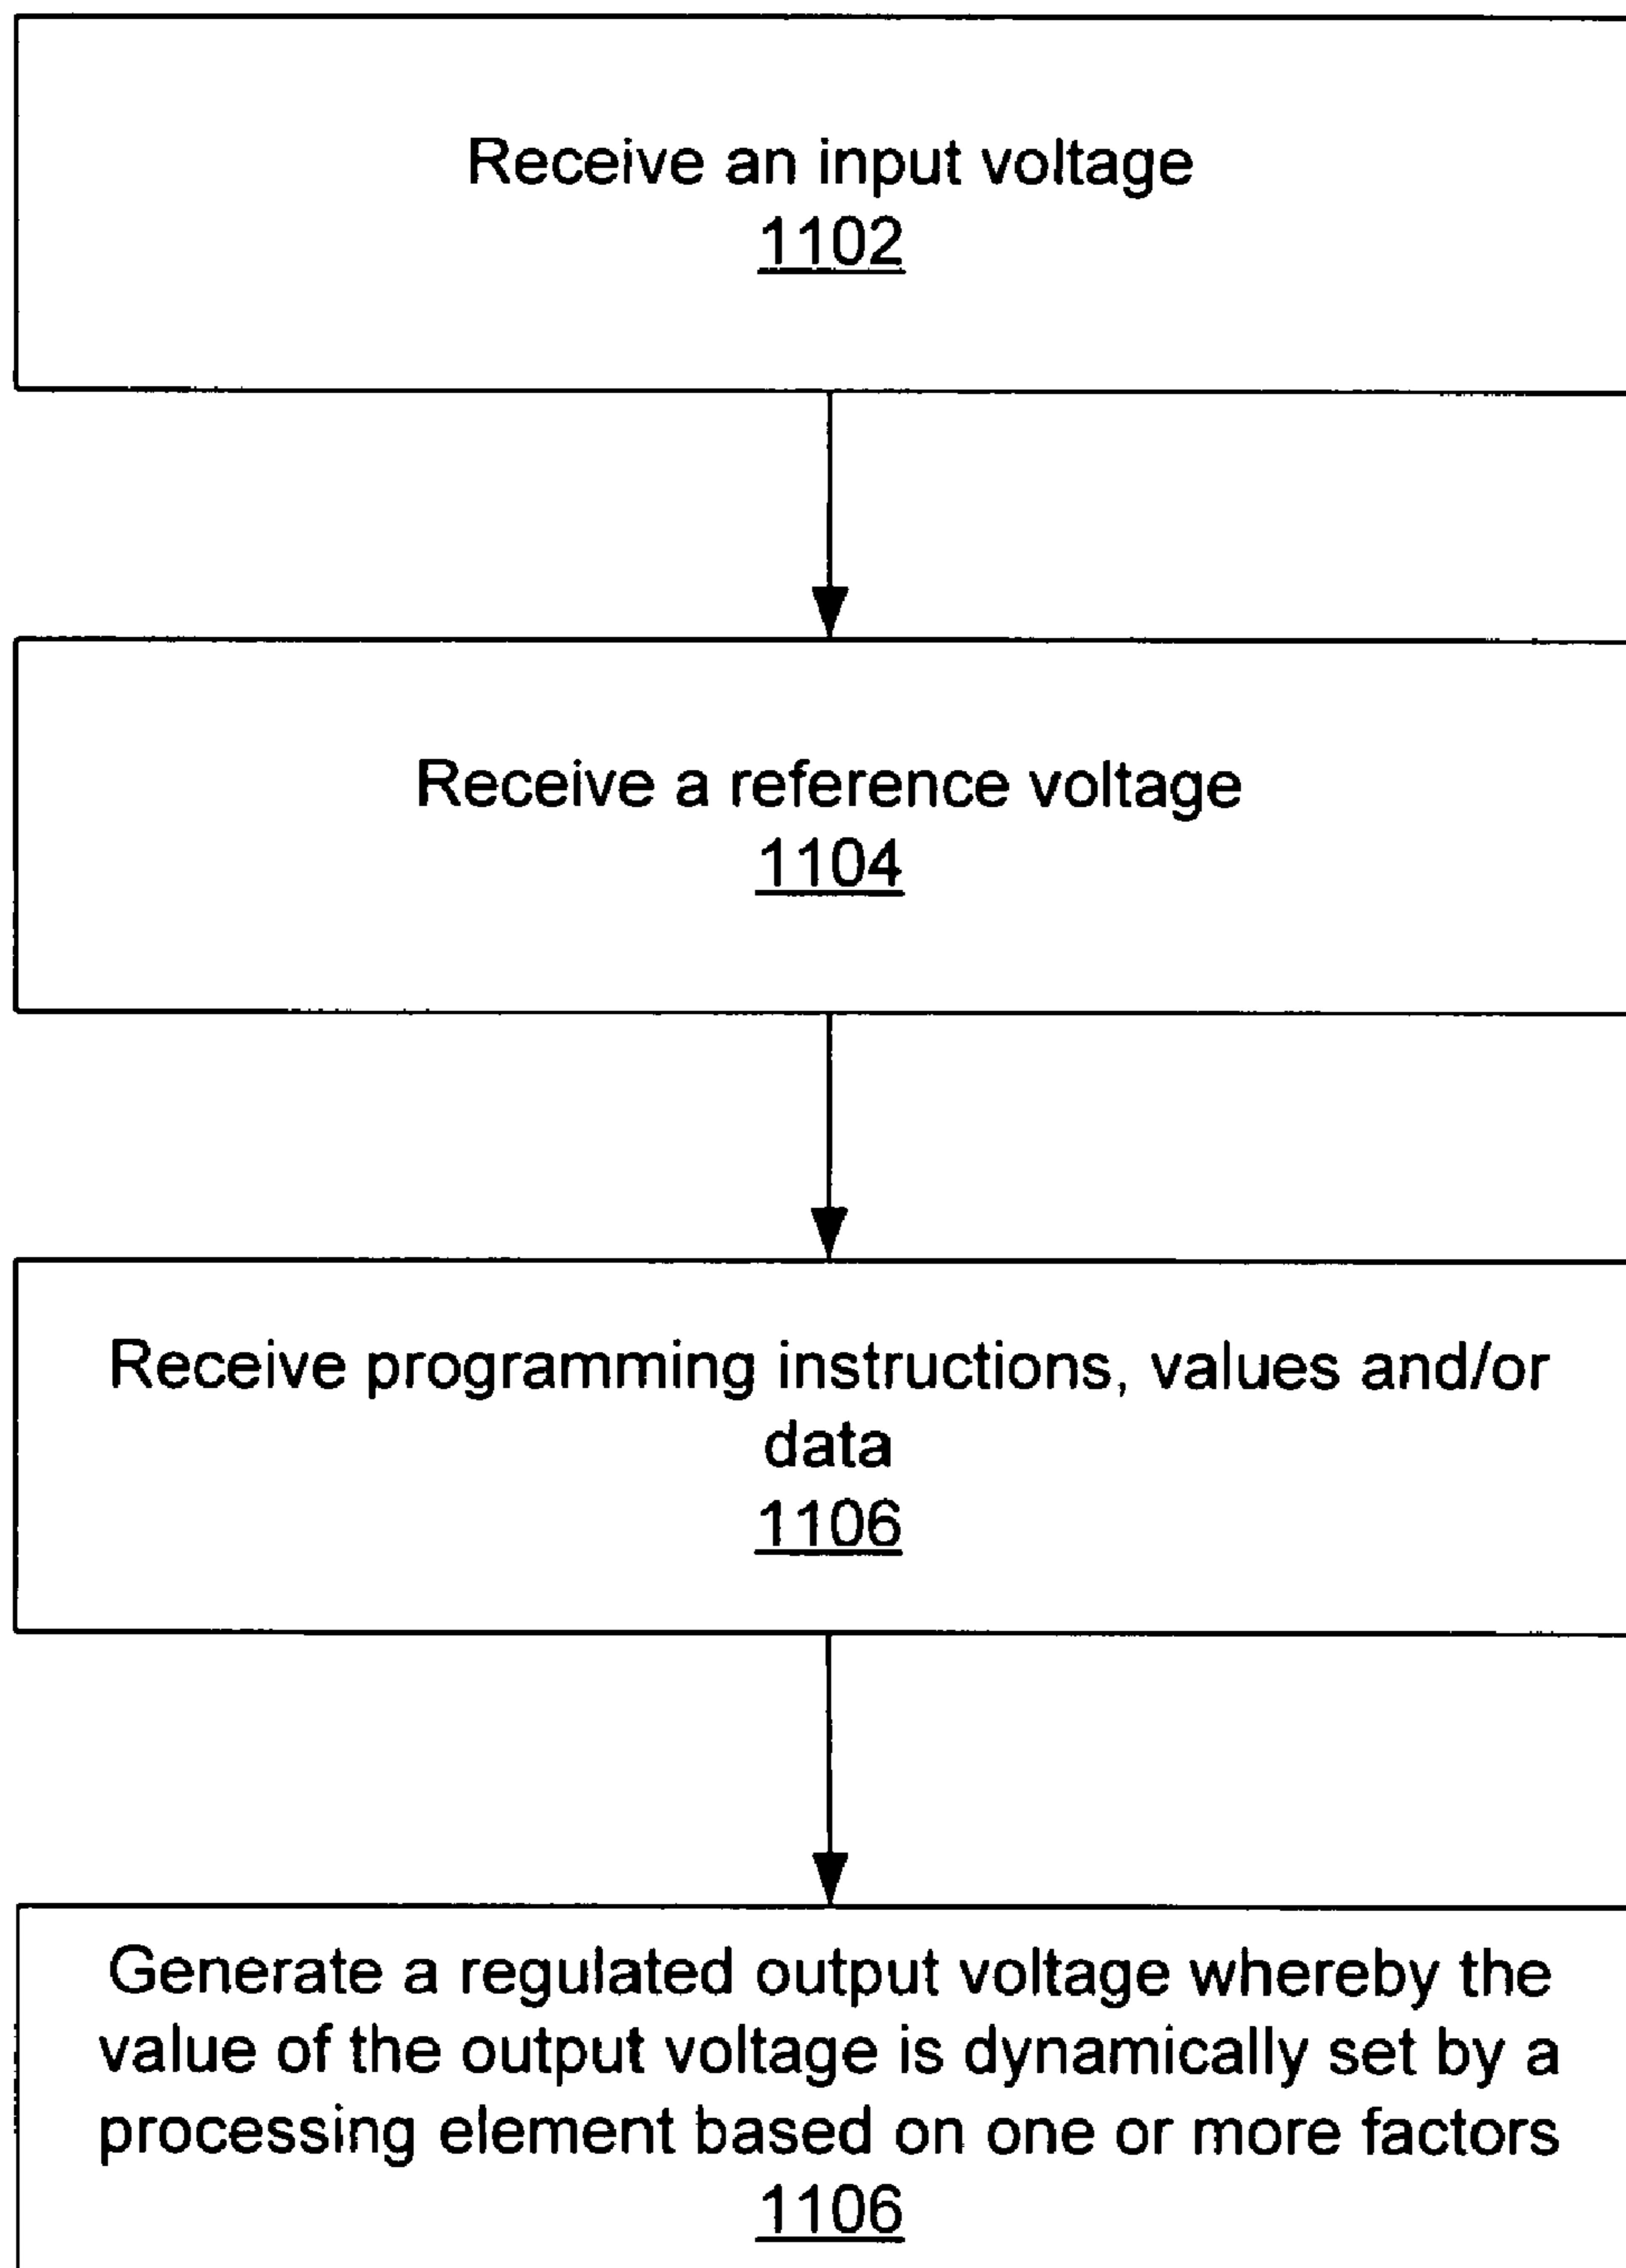 Receive an input voltage
1102
Receive a reference voltage
1104
Receive programming instructions, values and/or
data
1106
Generate a regulated output voltage whereby the
value of the output voltage is dynamically set by a
processing element based on one or more factors
1106